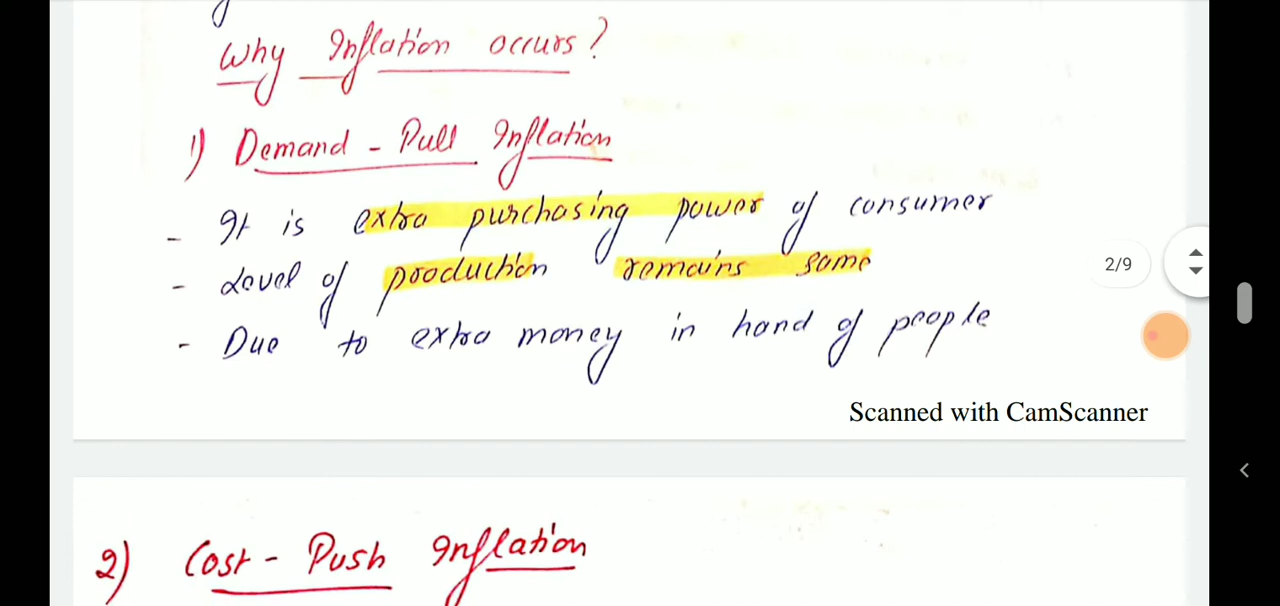 Why Inflation occurs?
1) Demand - Pull Inflation
- It is extra purchasing power of consumer
- Level of production remains same
- Due to extra money in hand of people
2/9
Scanned with CamScanner
2) Cost - Push Inflation